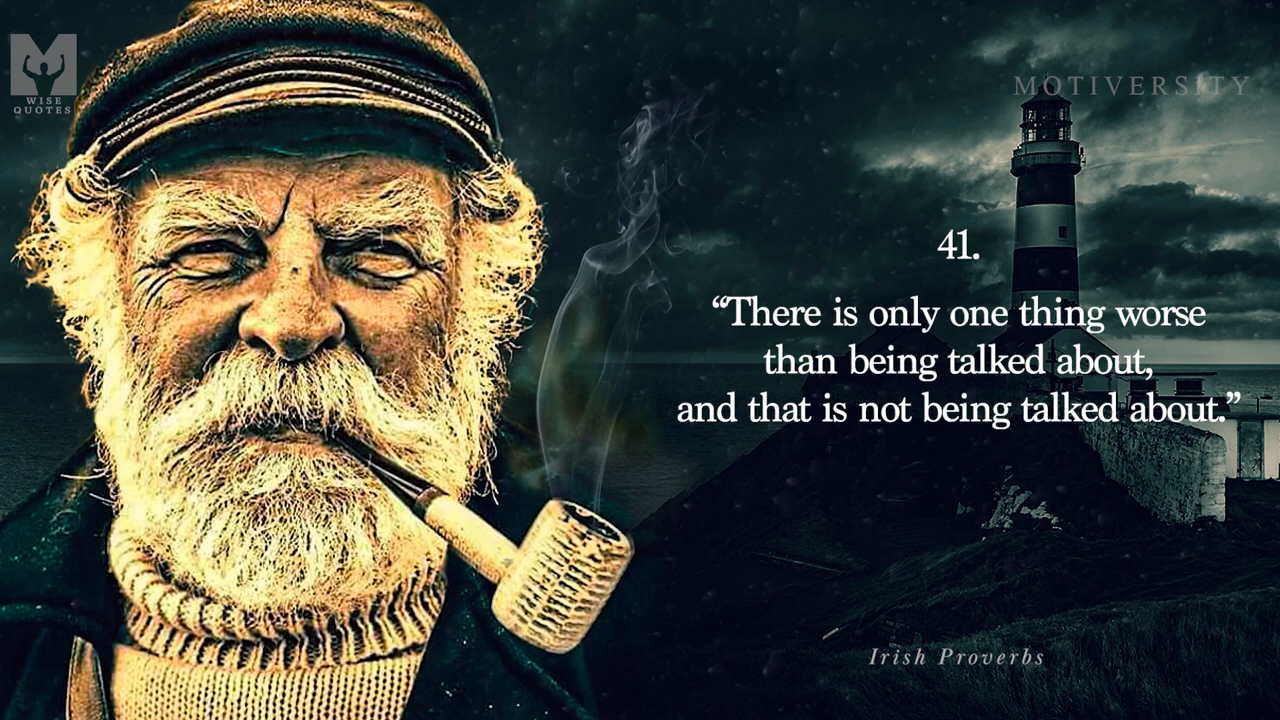 M
WISE
QUOTES
MOTIVERSITY
41.
“There is only one thing worse
than being talked about,
and that is not being talked about.”
Irish Proverbs